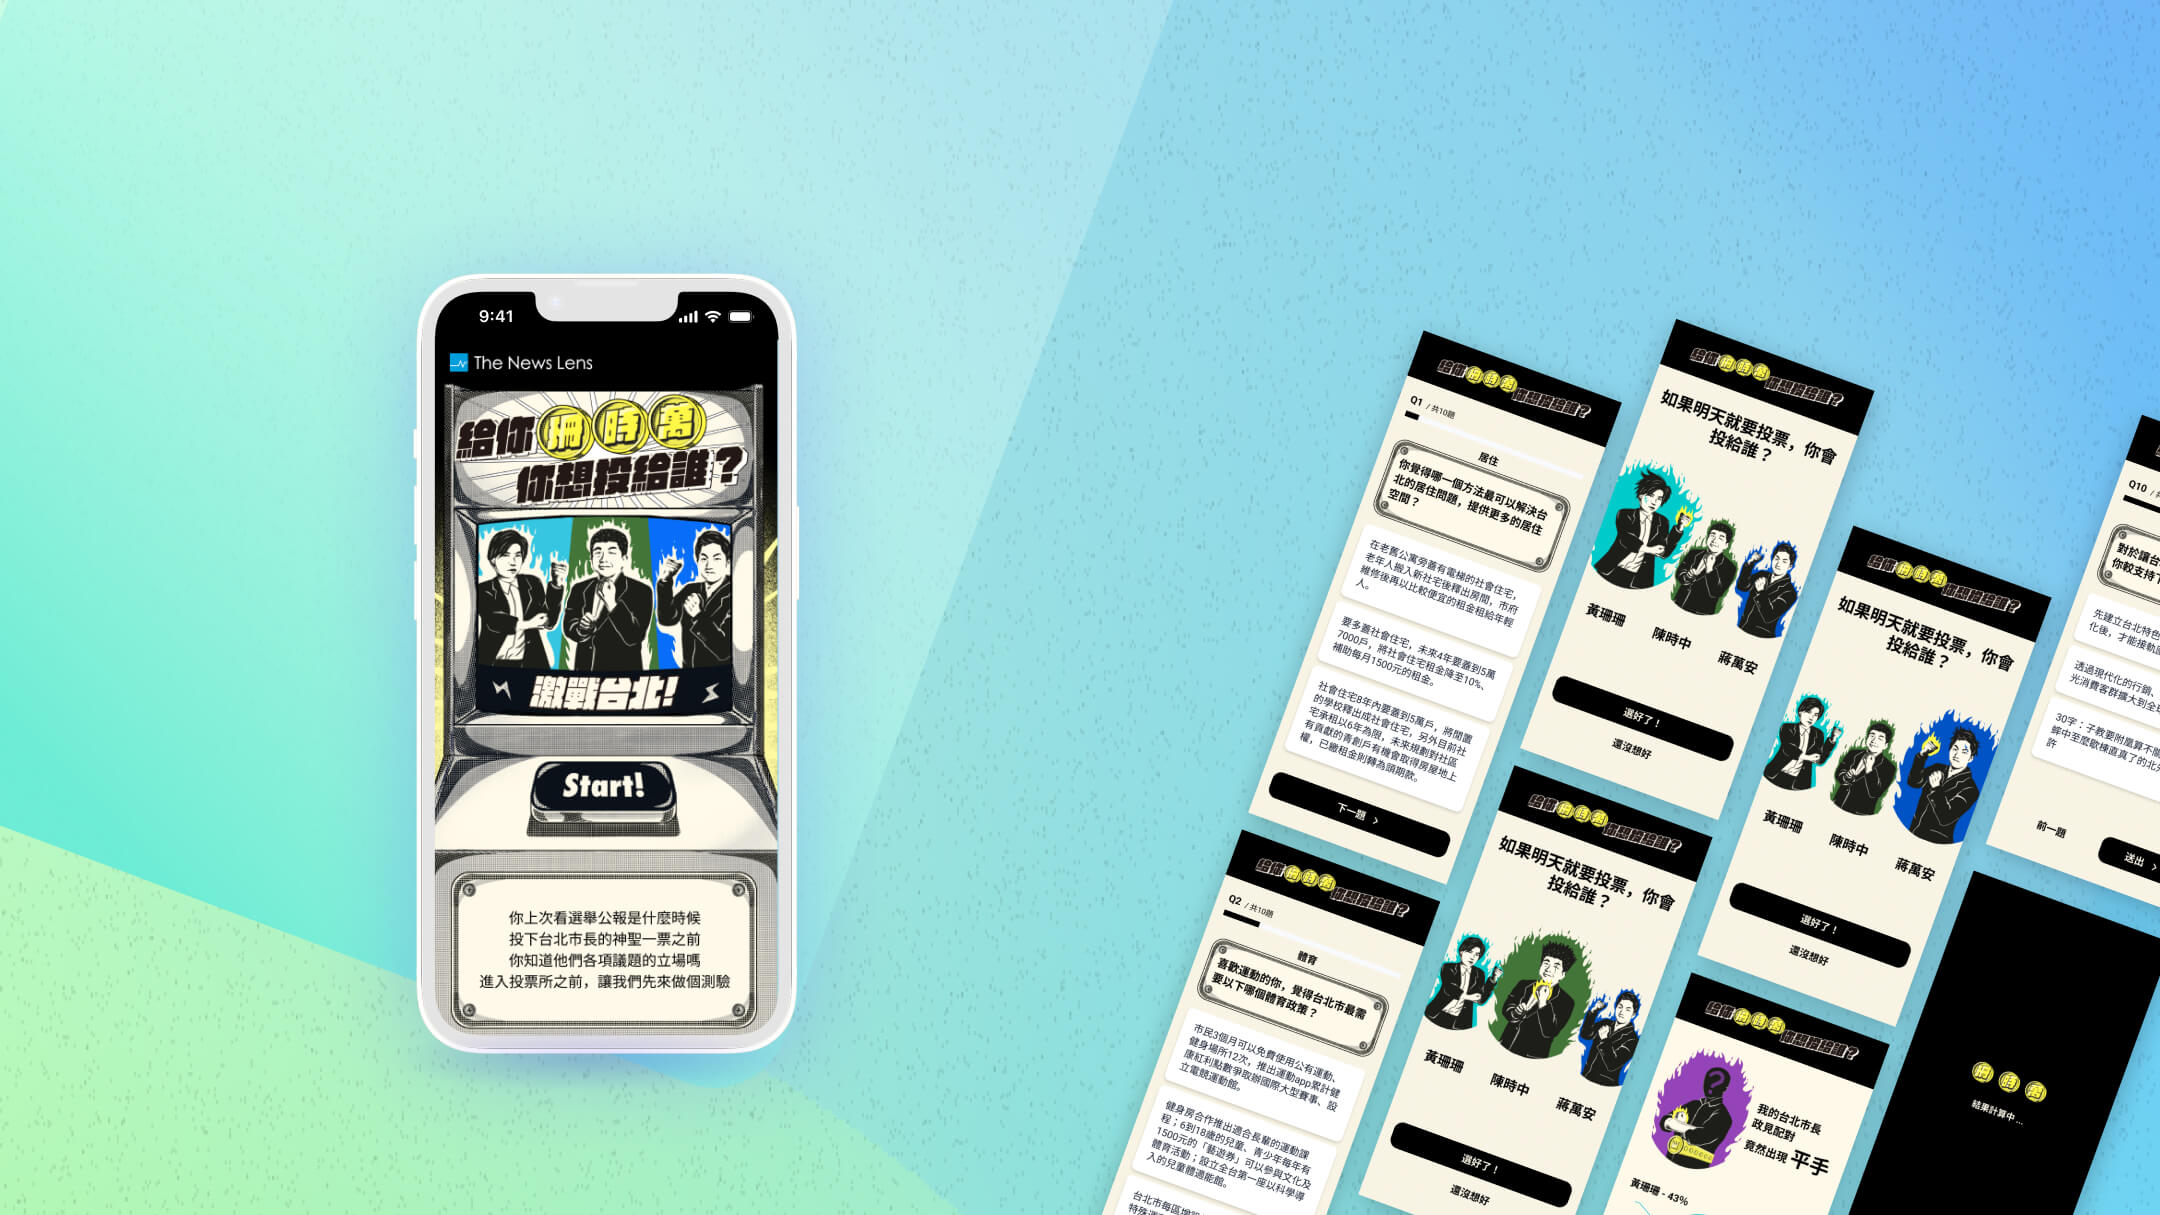 9:41
The News Lens
給你珊時萬
你想投給誰？
激戰台北!
Start!
你上次看選舉公報是什麼時候
投下台北市長的神聖一票之前
你知道他們各項議題的立場嗎
進入投票所之前，讓我們先來做個測驗
給你珊時萬你想投給誰？
Q1 / 共10題
居住
你覺得哪一個方法最可以解決台
北的居住問題，提供更多的居住
空間？
在老舊公寓旁蓋有電梯的社會住宅，
老年人搬入新社宅後釋出房間，市府
維修後再以比較便宜的租金租給年輕
人。
要多蓋社會住宅，未來4年要蓋到5萬
7000戶，將社會住宅租金降至10%、
補助每月1500元的租金。
社會住宅8年內要蓋到5萬戶，將閒置
的學校釋出成社會住宅，另外目前社
宅承租以6年為限，未來規劃對社區
有貢獻的青創戶有機會取得房屋地上
權，已繳租金則轉為頭期款。
下一題 >
給你珊時萬你想投給誰？
Q2 / 共10題
體育
喜歡運動的你，覺得台北市最需
要以下哪個體育政策？
市民3個月可以免費使用公有運動、
健身場所12次，推出運動app累計健
康紅利點數爭取辦國際大型賽事、設
立電競運動館。
健身房合作推出適合長輩的運動課
程；6到18歲的兒童、青少年每年有
1500元的「藝遊券」可以參與文化及
體育活動；設立全台第一座以科學導
入的兒童體適能館。
台北市每區增設
給你珊時萬你想投給誰？
如果明天就要投票，你會
投給誰？
黃珊珊
陳時中
蔣萬安
選好了！
還沒想好
給你珊時萬你想投給誰？
如果明天就要投票，你會
投給誰？
黃珊珊
陳時中
蔣萬安
選好了！
還沒想好
給你珊時萬你想投給誰？
如果明天就要投票，你會
投給誰？
黃珊珊
陳時中
蔣萬安
選好了！
還沒想好
給你珊時萬你想投給誰？
我的台北市長
政見配對
竟然出現 平手
黃珊珊 - 43%
Q10
對於讓台
你較支持
先建立台北特色
化後，才能接軌
透過現代化的行銷、
光消費客群擴大到全
30字：子教要附凰算不
蚌中至麼歇棟直真了的北
許
前一題
送出 >
珊時萬
結果計算中...